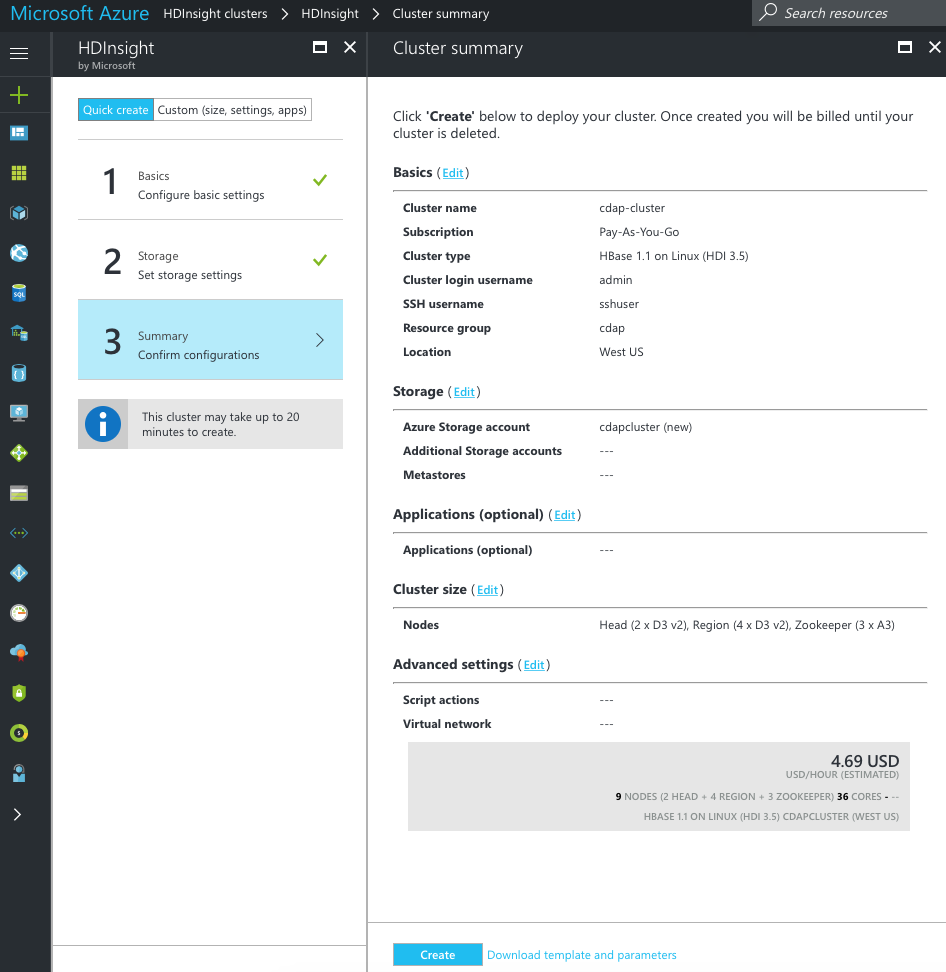 Microsoft Azure HDInsight clusters > HDInsight > Cluster summary
Search resources
HDInsight
by Microsoft
Quick create Custom (size, settings, apps)
1 Basics
Configure basic settings
2 Storage
Set storage settings
3 Summary
Confirm configurations
This cluster may take up to 20
minutes to create.
Cluster summary
Click 'Create' below to deploy your cluster. Once created you will be billed until your
cluster is deleted.
Basics (Edit)
Cluster name cdap-cluster
Subscription Pay-As-You-Go
Cluster type HBase 1.1 on Linux (HDI 3.5)
Cluster login username admin
SSH username sshuser
Resource group cdap
Location West US
Storage (Edit)
Azure Storage account cdapcluster (new)
Additional Storage accounts ---
Metastores ---
Applications (optional) (Edit)
Applications (optional) ---
Cluster size (Edit)
Nodes Head (2 x D3 v2), Region (4 x D3 v2), Zookeeper (3 x A3)
Advanced settings (Edit)
Script actions ---
Virtual network ---
4.69 USD
USD/HOUR (ESTIMATED)
9 NODES (2 HEAD + 4 REGION + 3 ZOOKEEPER) 36 CORES - --
HBASE 1.1 ON LINUX (HDI 3.5) CDAPCLUSTER (WEST US)
Create Download template and parameters